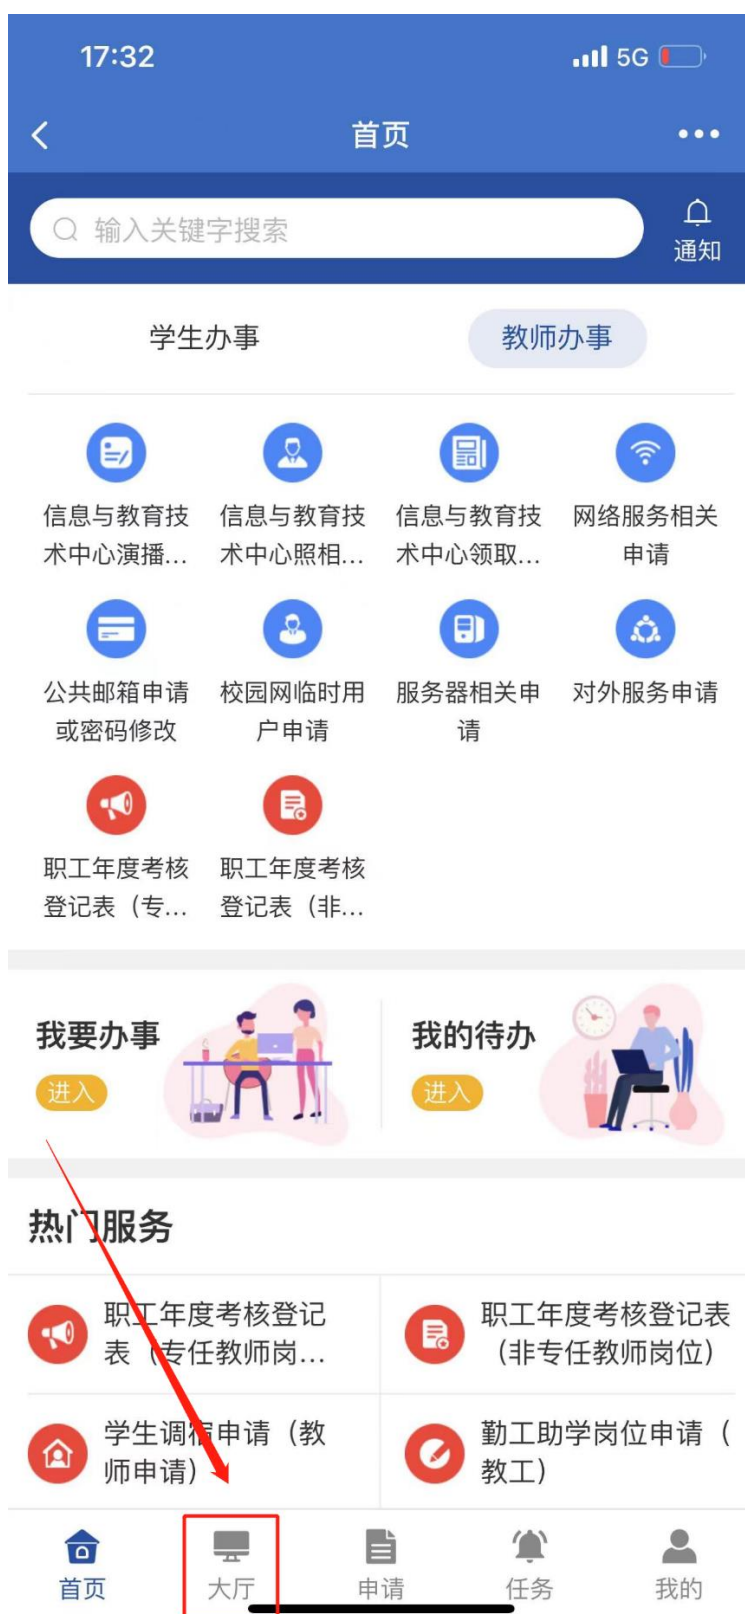 17:32
5G
首页
输入关键字搜索
通知
学生办事
教师办事
信息与教育技
术中心演播...
信息与教育技
术中心照相...
信息与教育技
术中心领取...
网络服务相关
申请
公共邮箱申请
或密码修改
校园网临时用
户申请
服务器相关申
请
对外服务申请
职工年度考核
登记表（专...
职工年度考核
登记表（非...
我要办事
进入
我的待办
进入
热门服务
职工年度考核登记
表（专任教师岗...
职工年度考核登记表
（非专任教师岗位）
学生调宿申请（教
师申请）
勤工助学岗位申请（
教工）
首页
大厅
申请
任务
我的